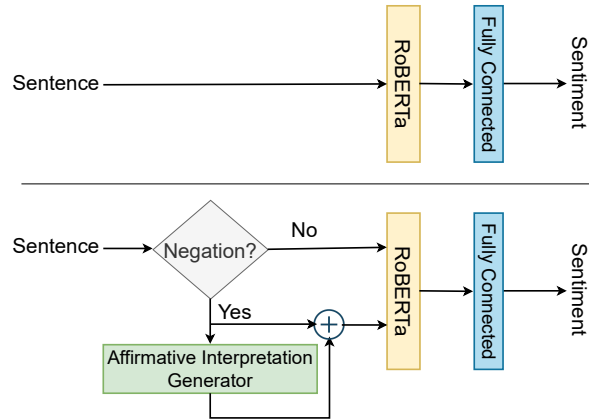 Sentence
RoBERTa
Fully Connected
Sentiment
Sentence
Negation?
No
Yes
Affirmative Interpretation
Generator
+
RoBERTa
Fully Connected
Sentiment